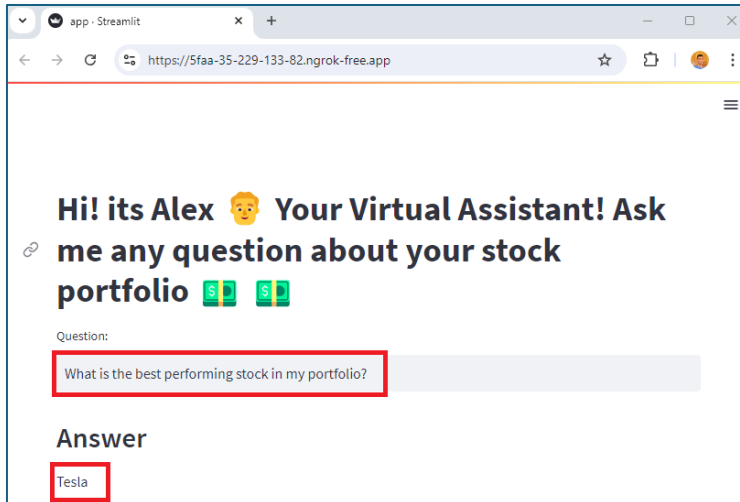 app · Streamlit
https://5faa-35-229-133-82.ngrok-free.app
Hi! its Alex 👨‍🦰 Your Virtual Assistant! Ask
me any question about your stock
portfolio 💵 💵
Question:
What is the best performing stock in my portfolio?
Answer
Tesla